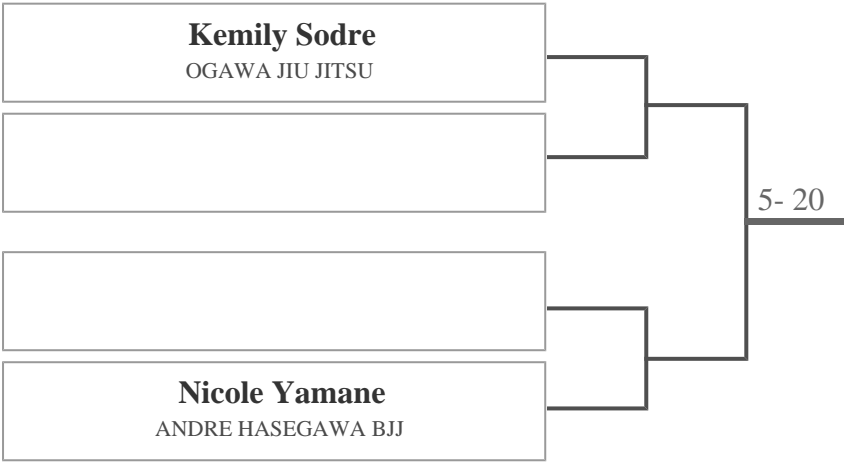 Kemily Sodre
OGAWA JIU JITSU
5- 20
Nicole Yamane
ANDRE HASEGAWA BJJ